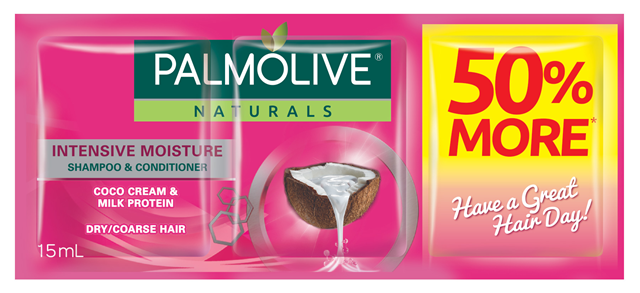 PALMOLIVE®
NATURALS
INTENSIVE MOISTURE
SHAMPOO & CONDITIONER
COCO CREAM &
MILK PROTEIN
DRY/COARSE HAIR
15mL
50%
MORE*
Have a Great
Hair Day!